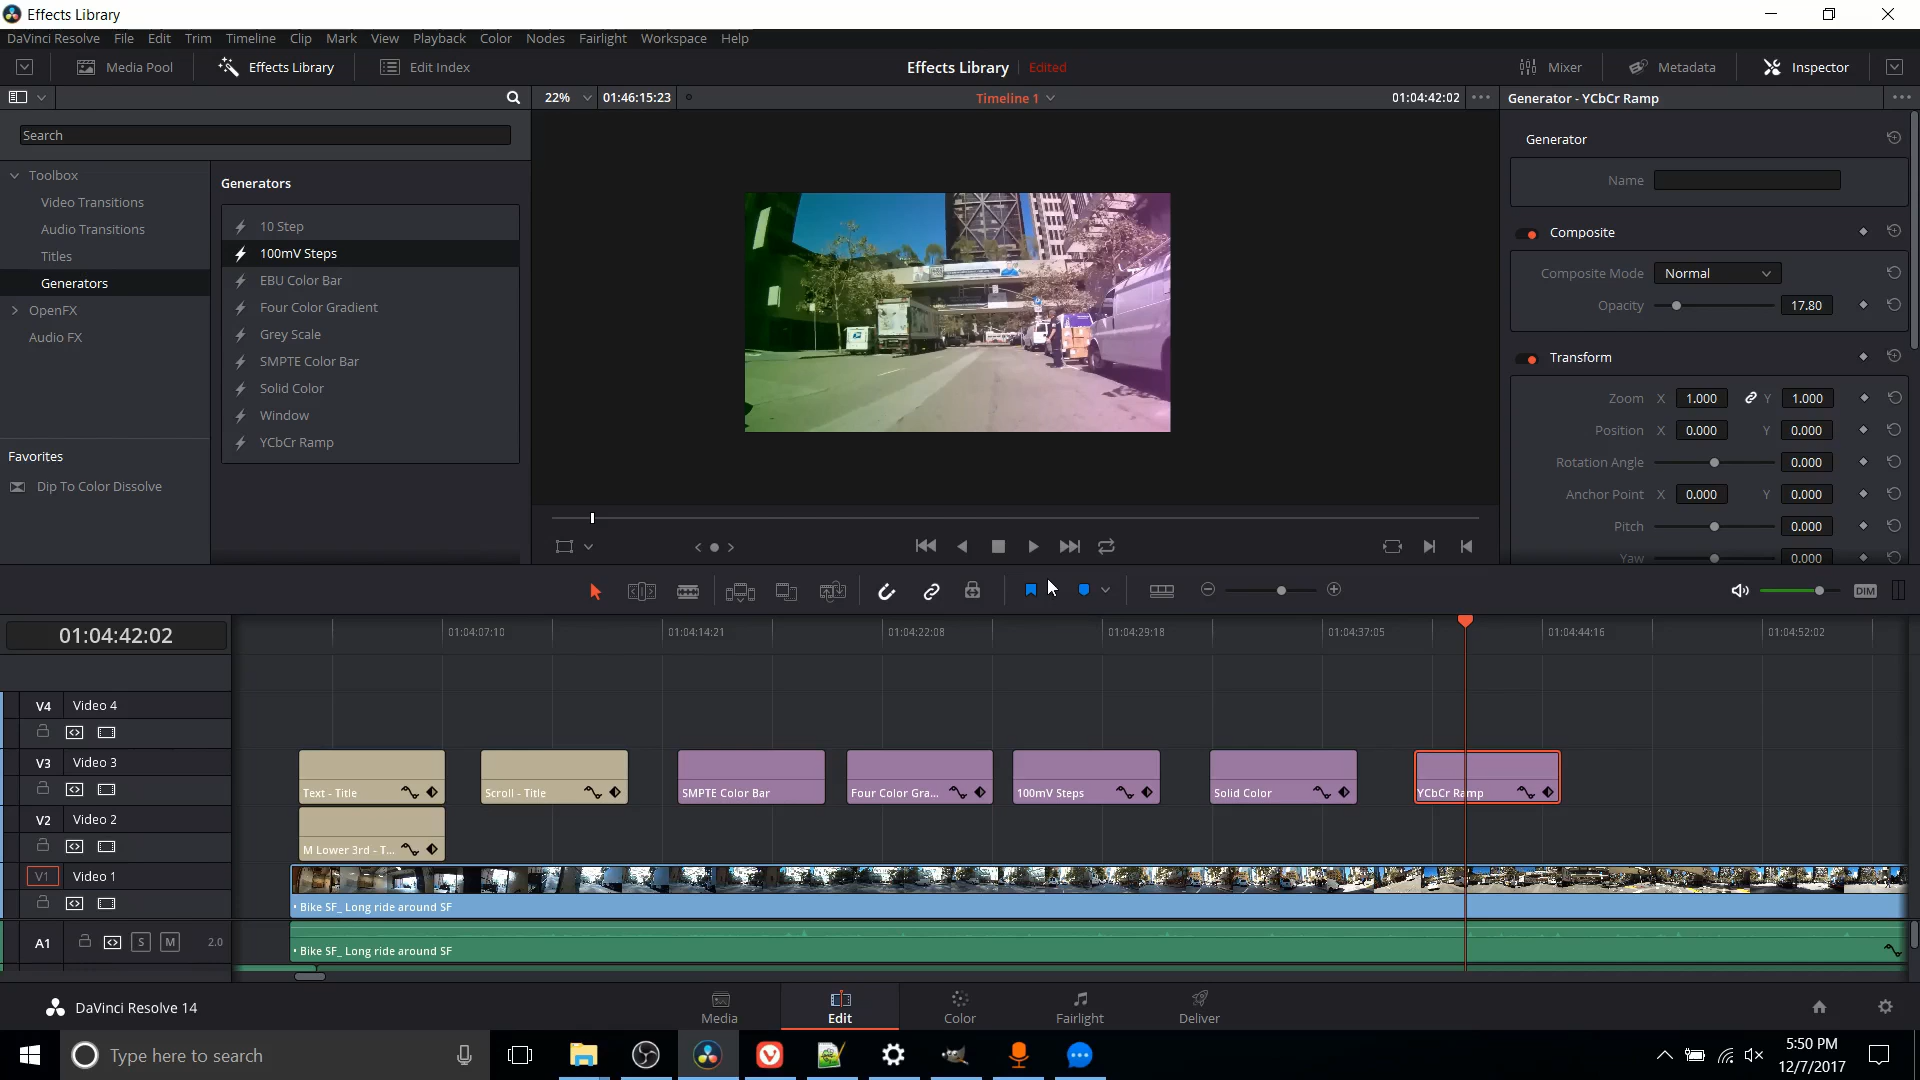 Effects Library
DaVinci Resolve File Edit Trim Timeline Clip Mark View Playback Color Nodes Fairlight Workspace Help
Media Pool Effects Library Edit Index Effects Library Edited Mixer Metadata Inspector
22% 01:46:15:23 Timeline 1 01:04:42:02 Generator - YCbCr Ramp
Search
Toolbox
Video Transitions
Audio Transitions
Titles
Generators
OpenFX
Audio FX
Favorites
Dip To Color Dissolve
Generators
10 Step
100mV Steps
EBU Color Bar
Four Color Gradient
Grey Scale
SMPTE Color Bar
Solid Color
Window
YCbCr Ramp
Generator
Name
Composite
Composite Mode Normal
Opacity 17.80
Transform
Zoom X 1.000 Y 1.000
Position X 0.000 Y 0.000
Rotation Angle 0.000
Anchor Point X 0.000 Y 0.000
Pitch 0.000
Yaw 0.000
DIM
01:04:42:02 01:04:07:10 01:04:14:21 01:04:22:08 01:04:29:18 01:04:37:05 01:04:44:16 01:04:52:02
V4 Video 4
V3 Video 3
Text - Title Scroll - Title SMPTE Color Bar Four Color Gra... 100mV Steps Solid Color YCbCr Ramp
V2 Video 2
M Lower 3rd - T...
V1 Video 1
• Bike SF_ Long ride around SF
A1 S M 2.0
• Bike SF_ Long ride around SF
DaVinci Resolve 14
Media Edit Color Fairlight Deliver
Type here to search
5:50 PM
12/7/2017